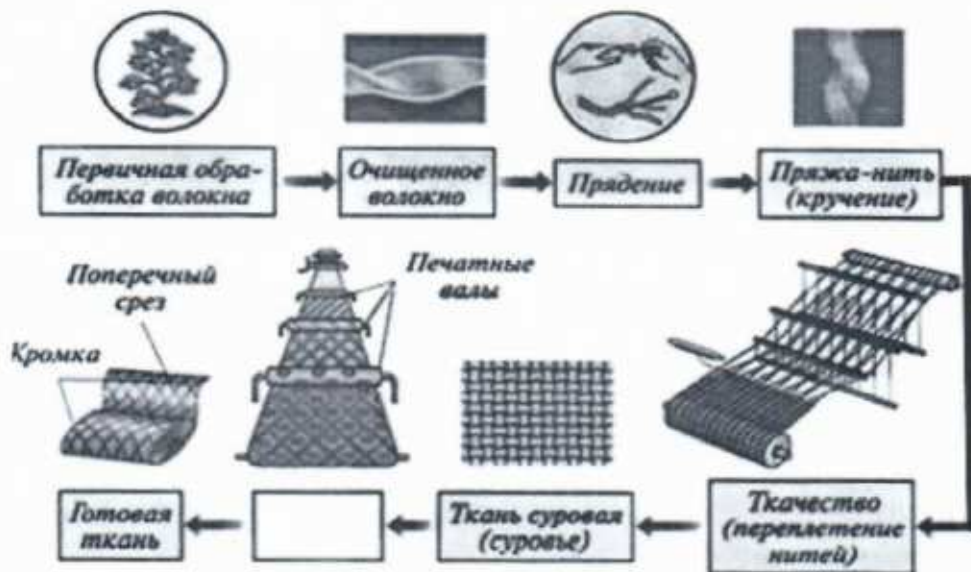 Первичная обра-
ботка волокна
Очищенное
волокно
Прядение
Пряжа-нить
(кручение)
Поперечный
срез
Кромка
Печатные
валы
Готовая
ткань
Ткань суровая
(суровье)
Ткачество
(переплетение
нитей)